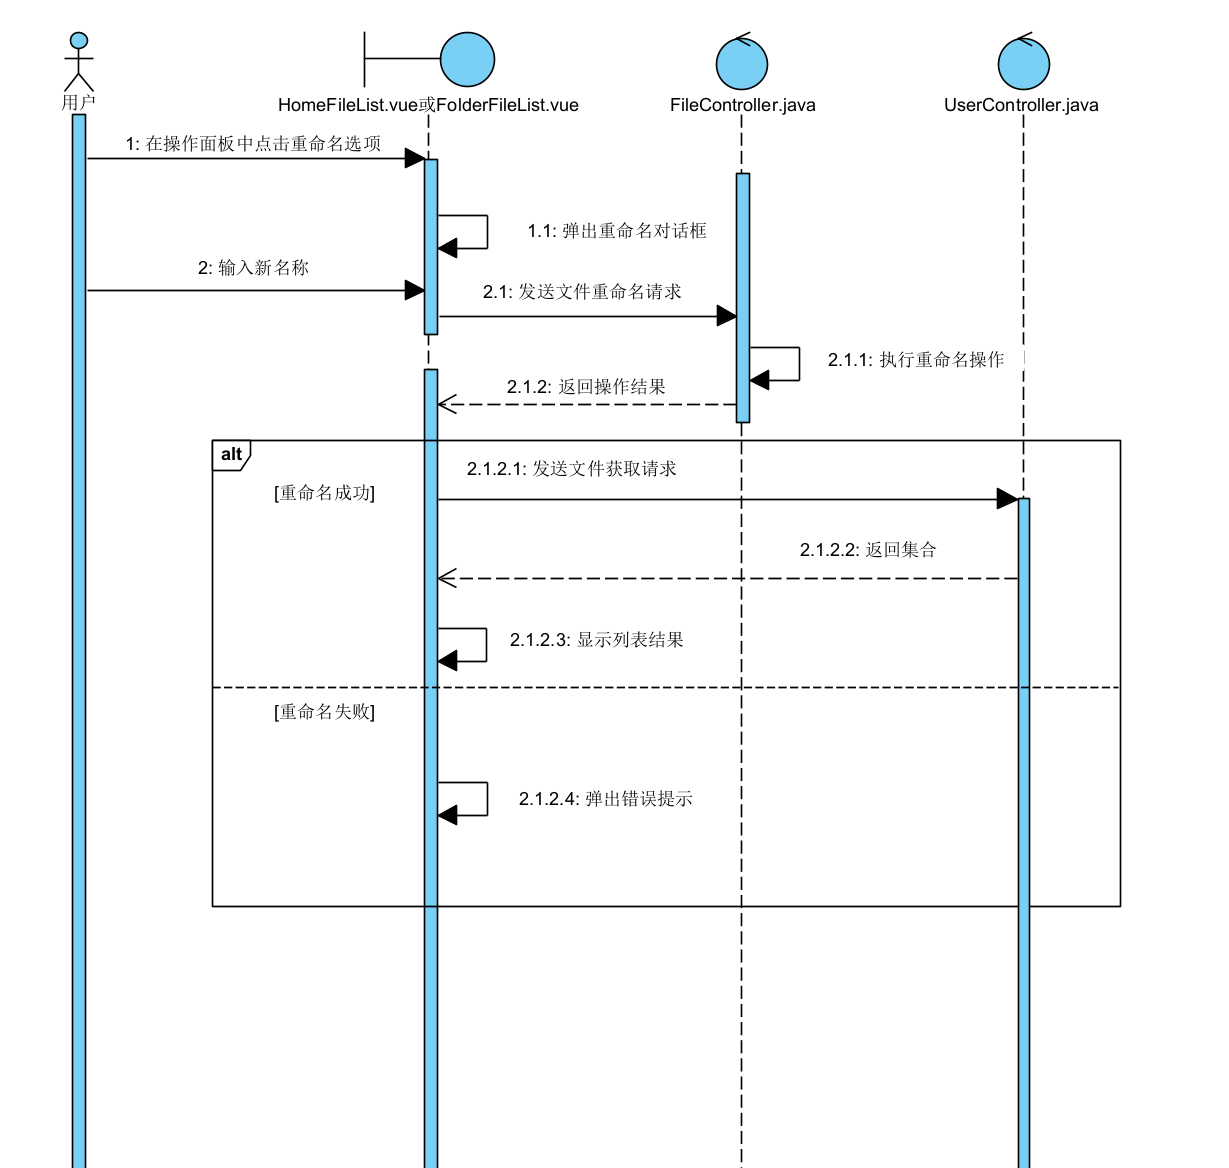 用户
HomeFileList.vue或FolderFileList.vue
FileController.java
UserController.java
1: 在操作面板中点击重命名选项
1.1: 弹出重命名对话框
2: 输入新名称
2.1: 发送文件重命名请求
2.1.1: 执行重命名操作
2.1.2: 返回操作结果
alt
2.1.2.1: 发送文件获取请求
[重命名成功]
2.1.2.2: 返回集合
2.1.2.3: 显示列表结果
[重命名失败]
2.1.2.4: 弹出错误提示